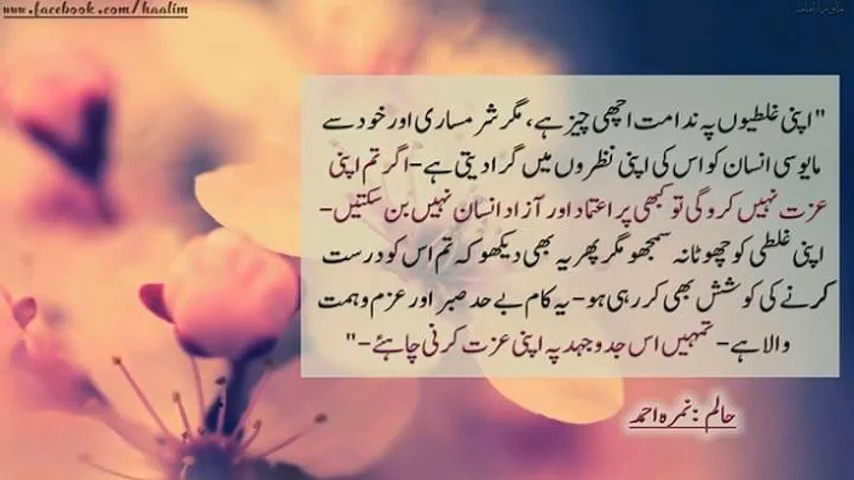 www.facebook.com/haalim
"اپنی غلطیوں پہ ندامت اچھی چیز ہے، مگر شرمساری اور خود سے
مایوسی انسان کو اس کی اپنی نظروں میں گرا دیتی ہے-اگر تم اپنی
عزت نہیں کرو گی تو کبھی پر اعتماد اور آزاد انسان نہیں بن سکتیں-
اپنی غلطی کو چھوٹا نہ سمجھو مگر پھر یہ بھی دیکھو کہ تم اس کو درست
کرنے کی کوشش بھی کر رہی ہو-یہ کام بے حد صبر اور عزم و ہمت
والا ہے-تمہیں اس جدوجہد پہ اپنی عزت کرنی چاہئے-"
حالم :نمرہ احمد